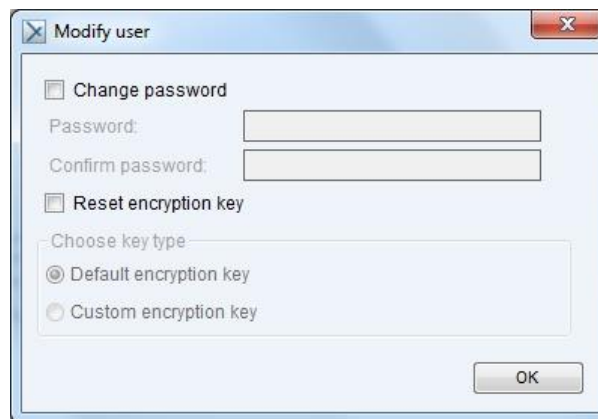 Modify user
Change password
Password:
Confirm password:
Reset encryption key
Choose key type
Default encryption key
Custom encryption key
OK